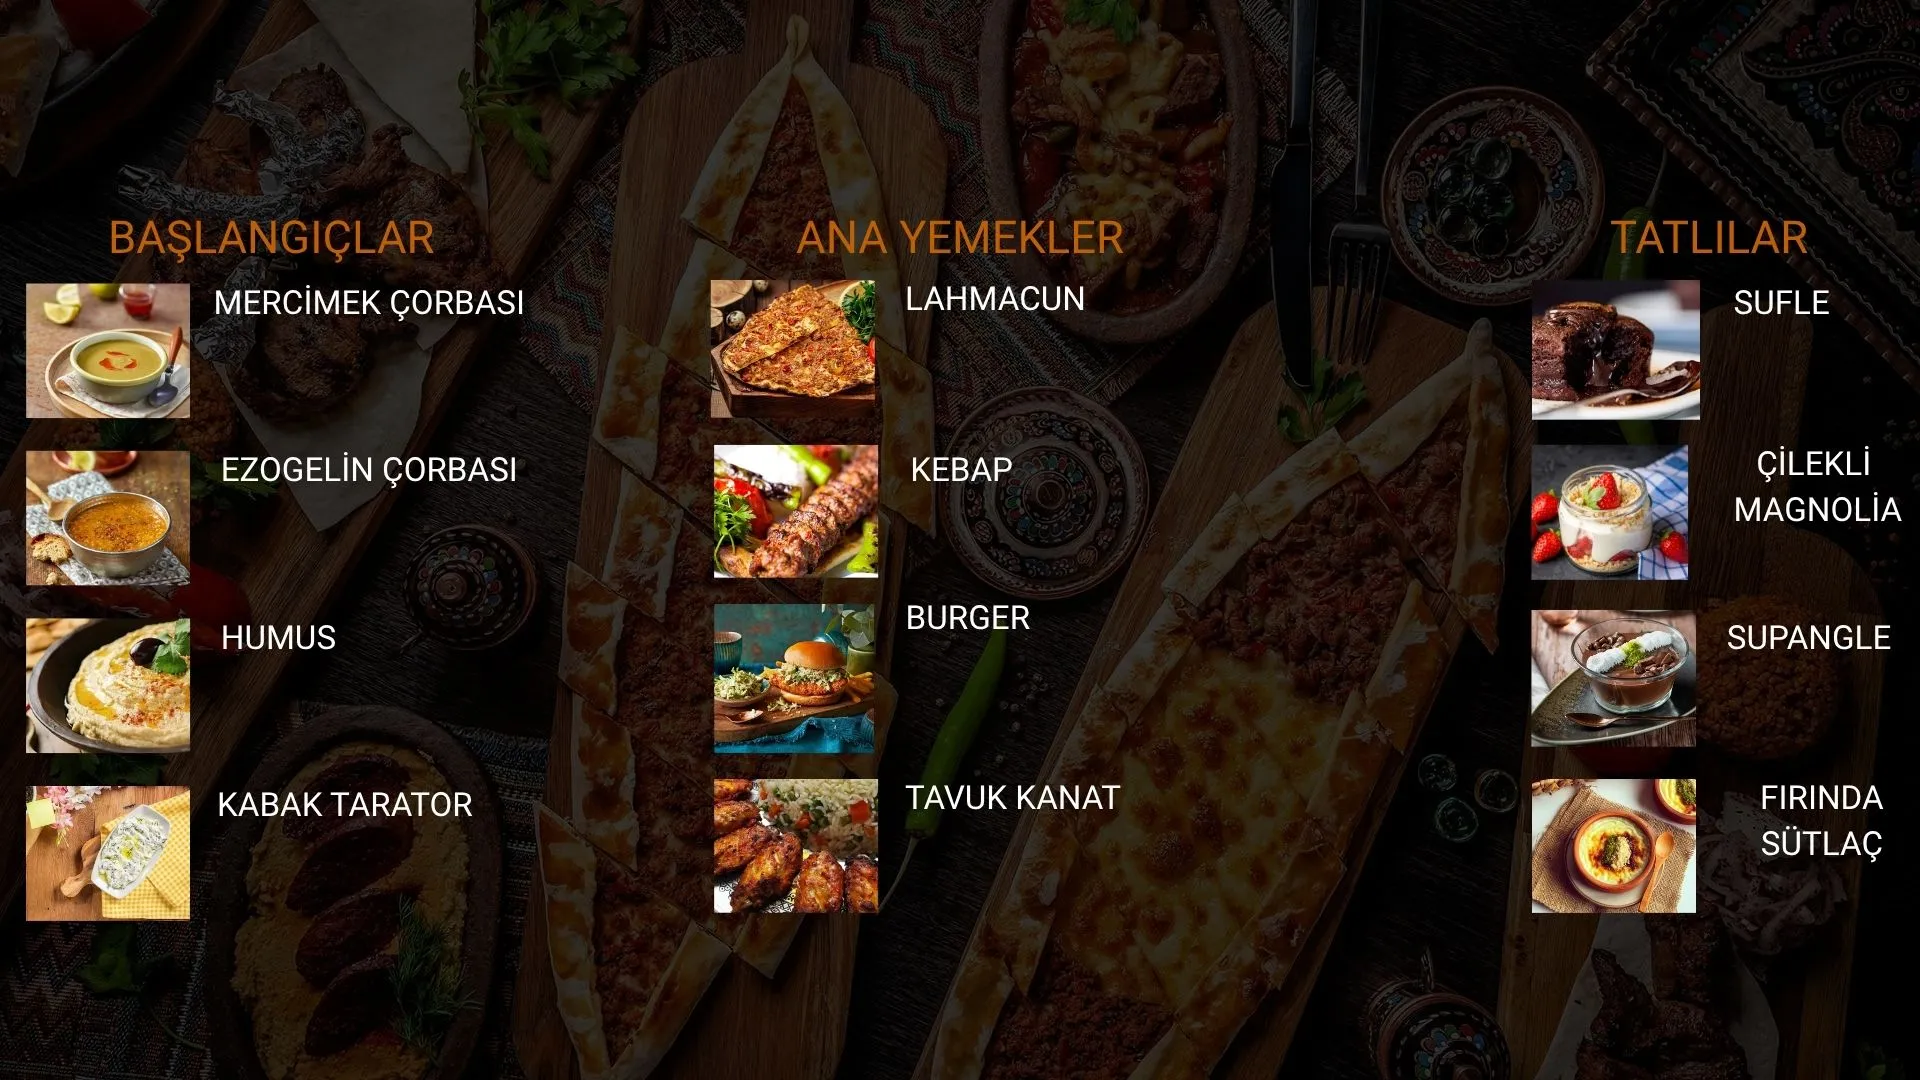 BAŞLANGIÇLAR
MERCİMEK ÇORBASI
EZOGELİN ÇORBASI
HUMUS
KABAK TARATOR
ANA YEMEKLER
LAHMACUN
KEBAP
BURGER
TAVUK KANAT
TATLILAR
SUFLE
ÇİLEKLİ
MAGNOLİA
SUPANGLE
FIRINDA
SÜTLAÇ